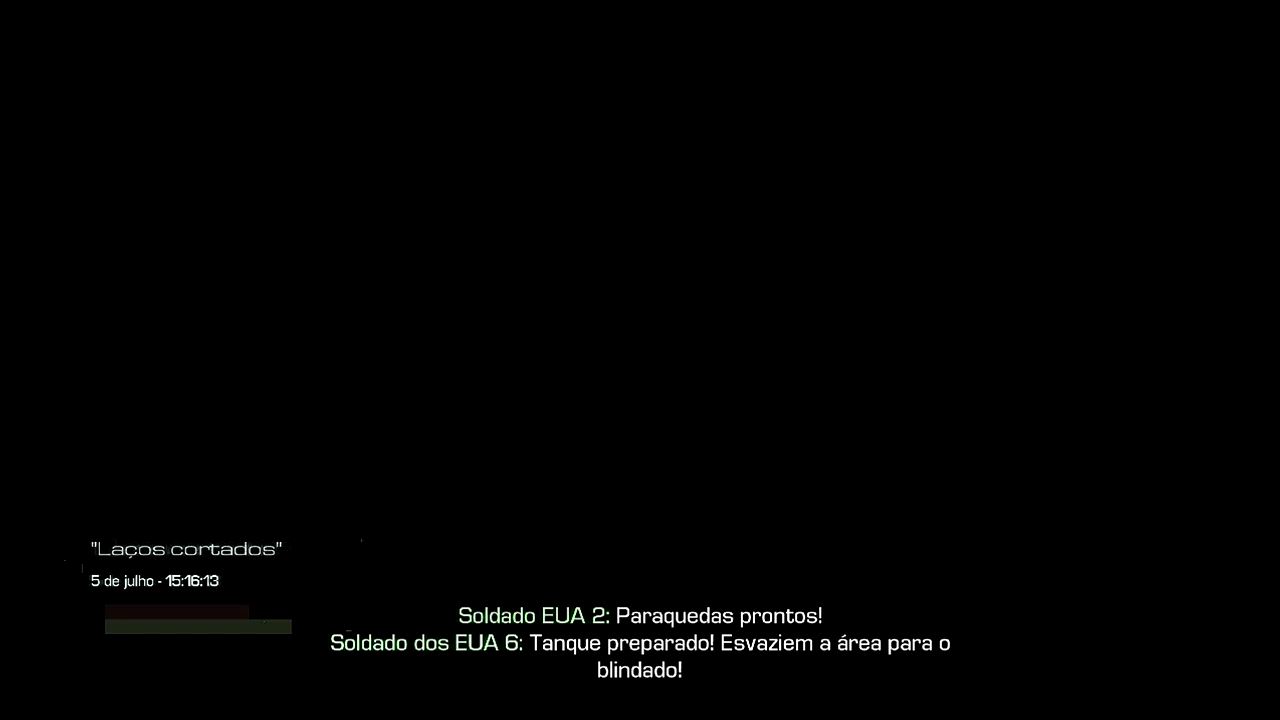 "Laços cortados"
5 de julho - 15:16:13
Soldado EUA 2: Paraquedas prontos!
Soldado dos EUA 6: Tanque preparado! Esvaziem a área para o
blindado!